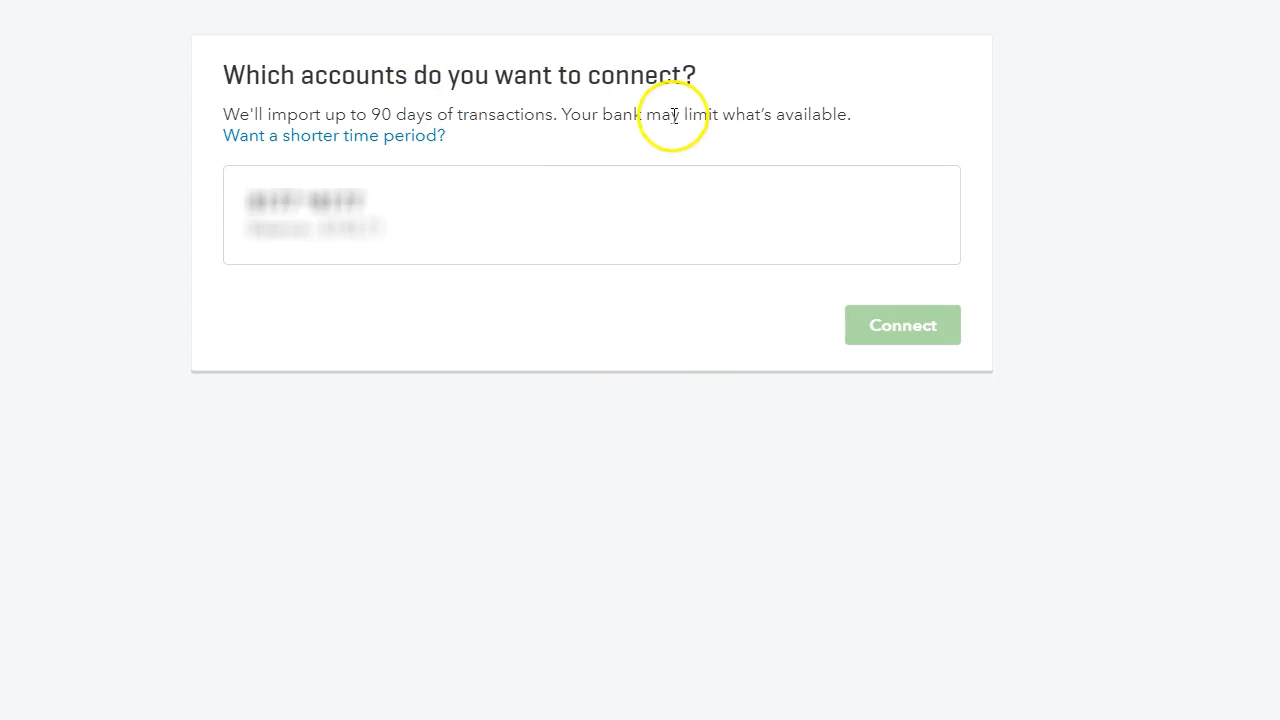 Which accounts do you want to connect?
We'll import up to 90 days of transactions. Your bank may limit what’s available.
Want a shorter time period?
Connect